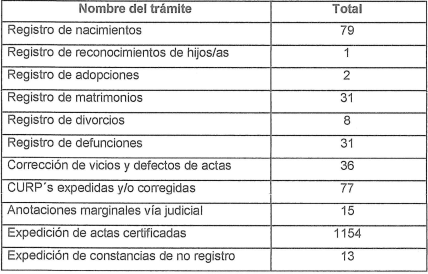 Nombre del trámite Total
Registro de nacimientos 79
Registro de reconocimientos de hijos/as 1
Registro de adopciones 2
Registro de matrimonios 31
Registro de divorcios 8
Registro de defunciones 31
Corrección de vicios y defectos de actas 36
CURP´s expedidas y/o corregidas 77
Anotaciones marginales vía judicial 15
Expedición de actas certificadas 1154
Expedición de constancias de no registro 13